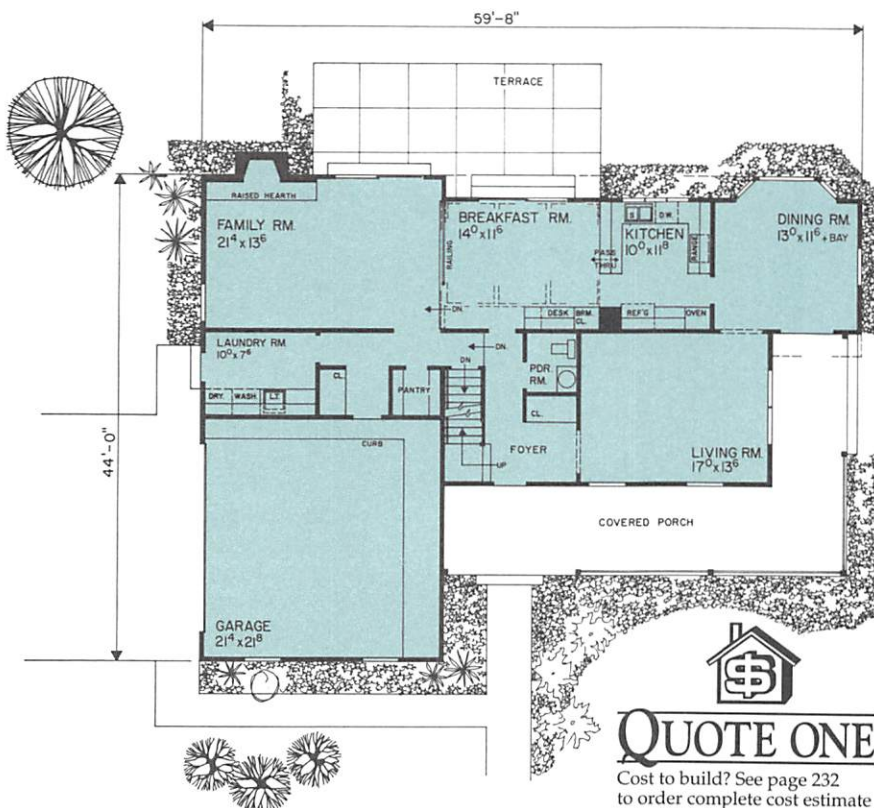 59'-8"
TERRACE
RAISED HEARTH
FAMILY RM.
21⁴ x 13⁶
RAILING
BREAKFAST RM.
14⁰ x 11⁶
S
D.W.
KITCHEN
10⁰ x 11⁸
PASS
THRU
RANGE
DINING RM.
13⁰ x 11⁶ + BAY
DN.
DESK
BRM.
CL.
REF'G
OVEN
LAUNDRY RM.
10⁰ x 7⁶
DN.
DN
PDR.
RM.
DRY.
WASH.
L.T.
CL.
PANTRY
CL.
UP
FOYER
LIVING RM.
17⁰ x 13⁶
44'-0"
CURB
COVERED PORCH
GARAGE
21⁴ x 21⁸
$
QUOTE ONE
Cost to build? See page 232
to order complete cost estimate